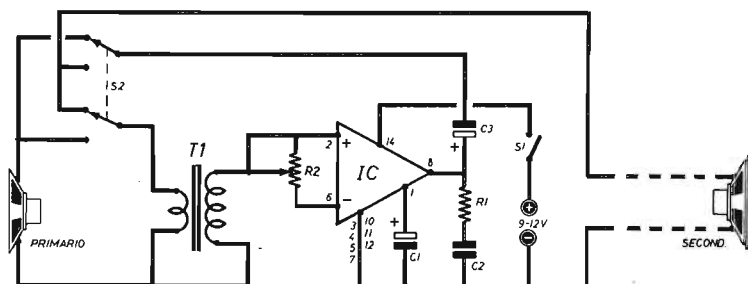 S2
C3
T1
2
+
14
S1
R2
IC
8
+
6
-
1
R1
+
3
10
4
11
5
12
7
+
9-12V
-
C1
C2
PRIMARIO
SECOND.